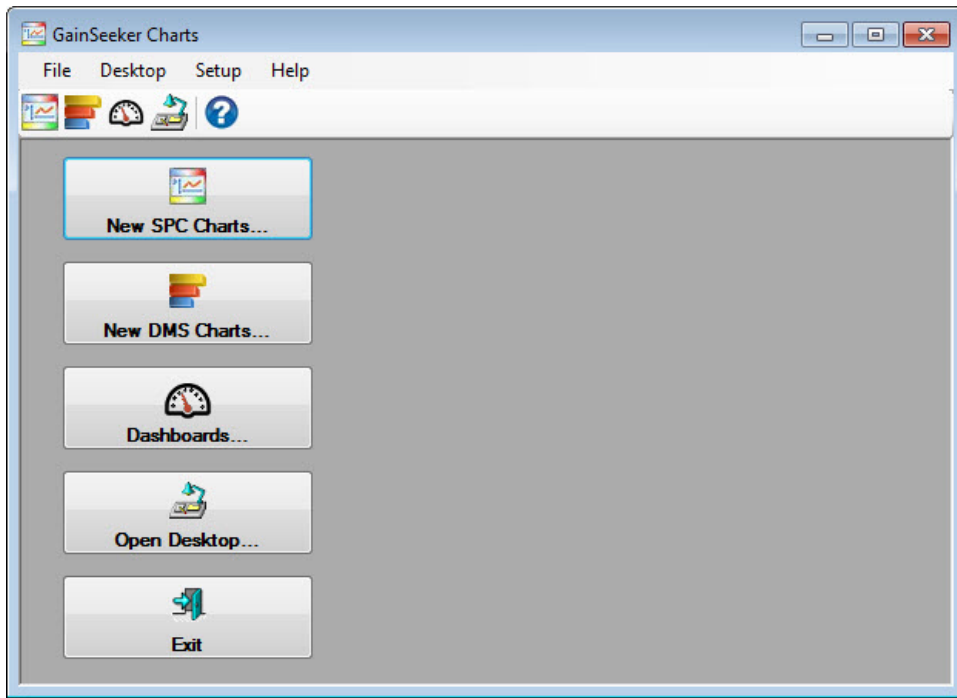 GainSeeker Charts
File Desktop Setup Help
New SPC Charts...
New DMS Charts...
Dashboards...
Open Desktop...
Exit